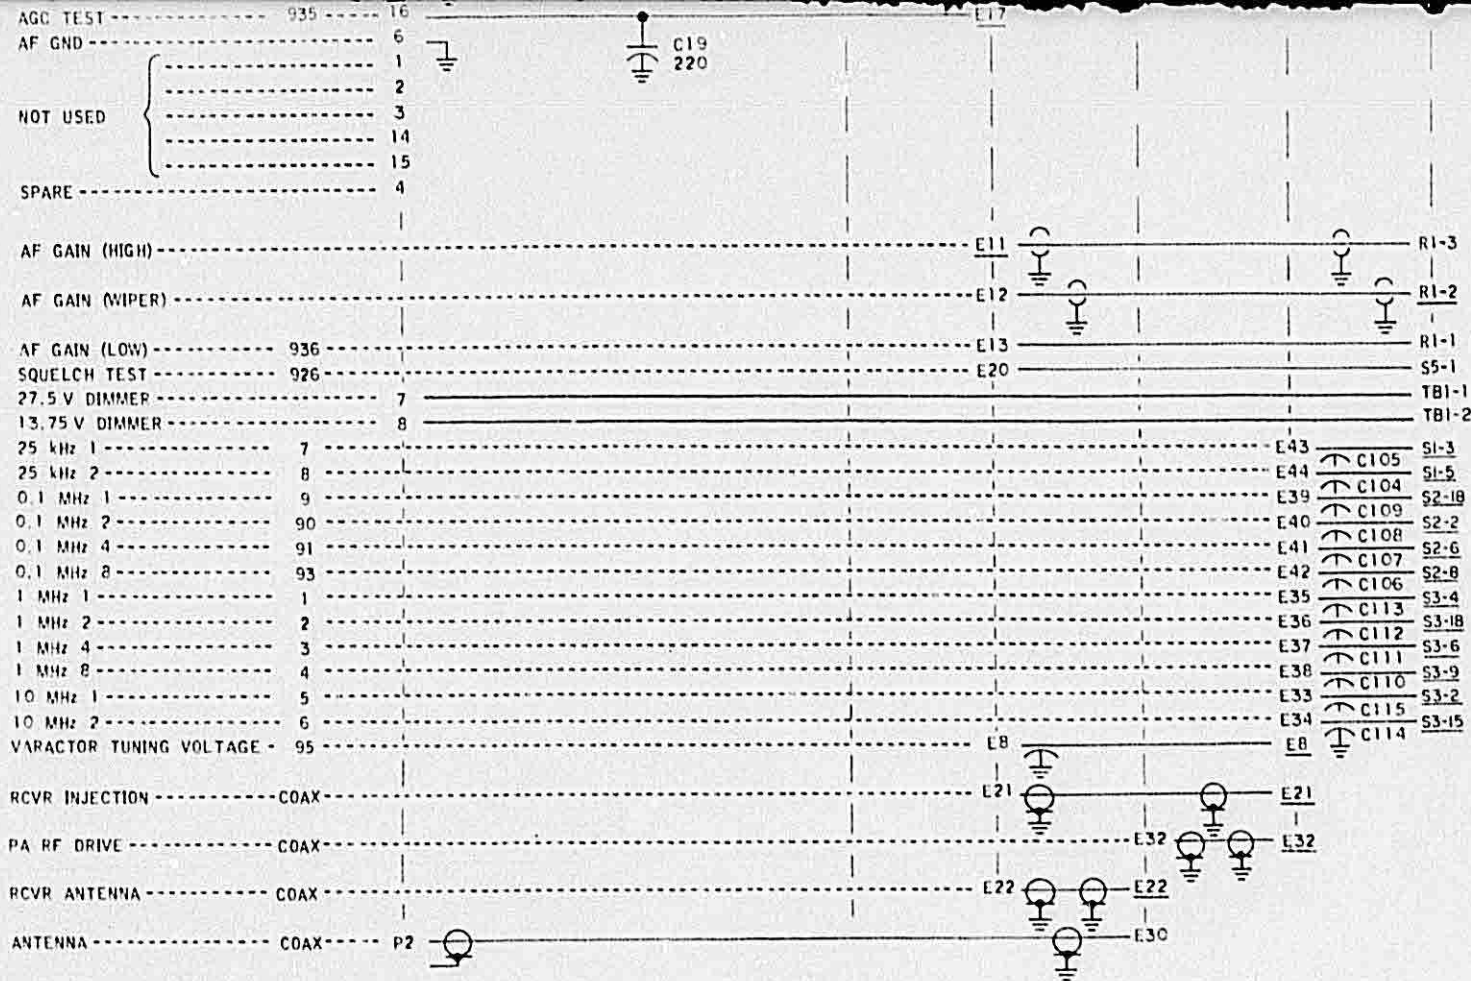 AGC TEST 935 16 E17
AF GND 6
C19
220
1
2
NOT USED 3
14
15
SPARE 4
AF GAIN (HIGH) E11 R1-3
AF GAIN (WIPER) E12 R1-2
AF GAIN (LOW) 936 E13 R1-1
SQUELCH TEST 926 E20 S5-1
27.5 V DIMMER 7 TB1-1
13.75 V DIMMER 8 TB1-2
25 kHz 1 7 E43 S1-3
C105
25 kHz 2 8 E44 S1-5
C104
0.1 MHz 1 9 E39 S2-18
C109
0.1 MHz 2 90 E40 S2-2
C108
0.1 MHz 4 91 E41 S2-6
C107
0.1 MHz 8 93 E42 S2-8
C106
1 MHz 1 1 E35 S3-4
C113
1 MHz 2 2 E36 S3-18
C112
1 MHz 4 3 E37 S3-6
C111
1 MHz 8 4 E38 S3-9
C110
10 MHz 1 5 E33 S3-2
C115
10 MHz 2 6 E34 S3-15
C114
VARACTOR TUNING VOLTAGE 95 E8 E8
RCVR INJECTION COAX E21 E21
PA RF DRIVE COAX E32 E32
RCVR ANTENNA COAX E22 E22
ANTENNA COAX P2 E30